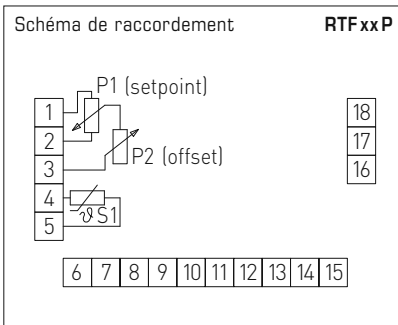 Schéma de raccordement RTF xx P
P1 (setpoint)
1
2
3
4
5
P2 (offset)
ϑ S1
18
17
16
6 7 8 9 10 11 12 13 14 15